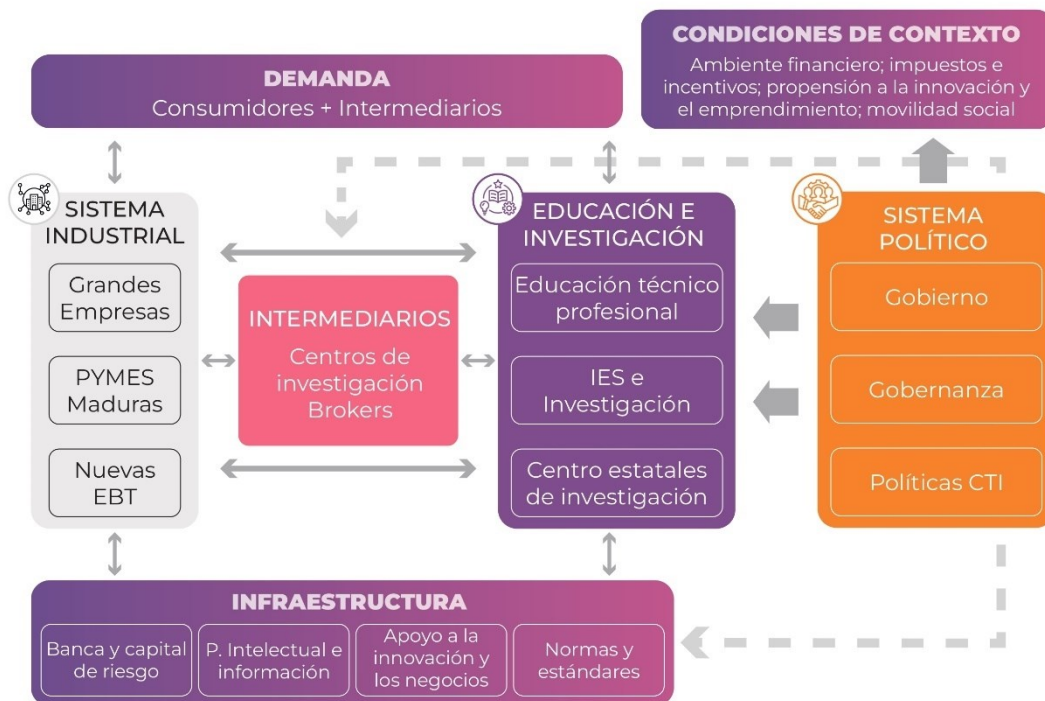 CONDICIONES DE CONTEXTO
Ambiente financiero; impuestos e
incentivos; propensión a la innovación y
el emprendimiento; movilidad social
DEMANDA
Consumidores + Intermediarios
SISTEMA
INDUSTRIAL
Grandes
Empresas
PYMES
Maduras
Nuevas
EBT
INTERMEDIARIOS
Centros de
investigación
Brokers
EDUCACIÓN E
INVESTIGACIÓN
Educación técnico
profesional
IES e
Investigación
Centro estatales
de investigación
SISTEMA
POLÍTICO
Gobierno
Gobernanza
Políticas CTI
INFRAESTRUCTURA
Banca y capital
de riesgo
P. Intelectual e
información
Apoyo a la
innovación y
los negocios
Normas y
estándares